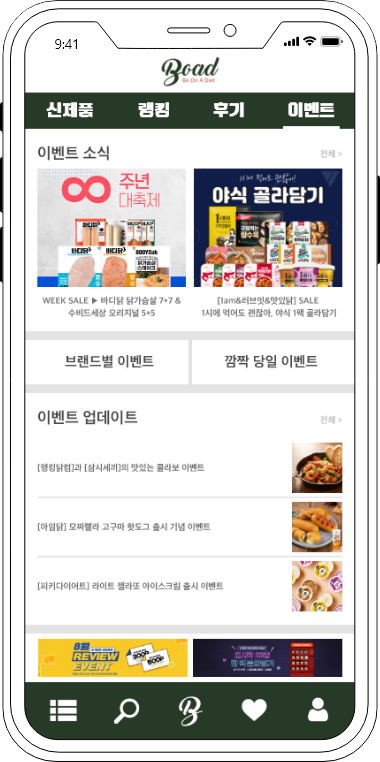 9:41
Boad
Be On A Diet
신제품 랭킹 후기 이벤트
이벤트 소식 전체 >
주년
대축제
야식 골라담기
WEEK SALE ▶ 바디닭 닭가슴살 7+7 &
수비드세상 오리지널 5+5
[1am&러브잇&맛있닭] SALE
1시에 먹어도 괜찮아, 야식 1팩 골라담기
브랜드별 이벤트 깜짝 당일 이벤트
이벤트 업데이트 전체 >
[랭킹닭컴]과 [삼시세끼]의 맛있는 콜라보 이벤트
[아임닭] 모짜렐라 고구마 핫도그 출시 기념 이벤트
[피키다이어트] 라이트 젤라또 아이스크림 출시 이벤트
8월
REVIEW
EVENT
B